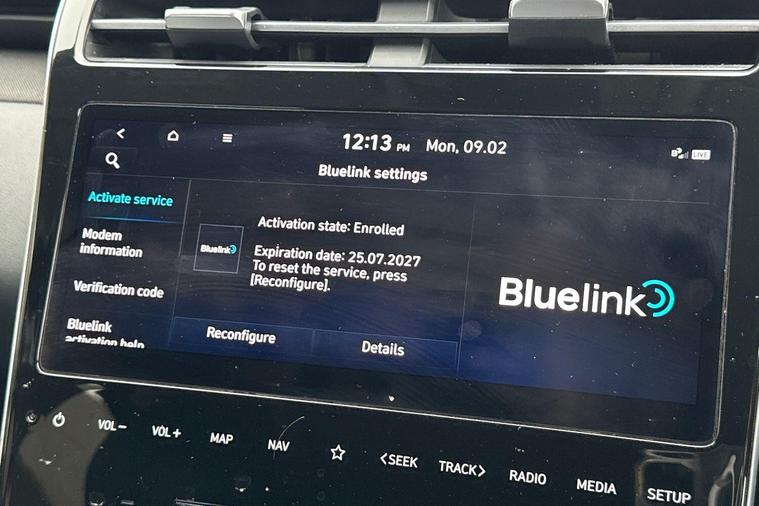 12:13 PM Mon, 09.02
LIVE
Bluelink settings
Activate service
Modem
information
Verification code
Bluelink
activation help
Bluelink
Activation state: Enrolled
Expiration date: 25.07.2027
To reset the service, press
[Reconfigure].
Reconfigure
Details
Bluelink
VOL−
VOL+
MAP
NAV
<SEEK
TRACK>
RADIO
MEDIA
SETUP